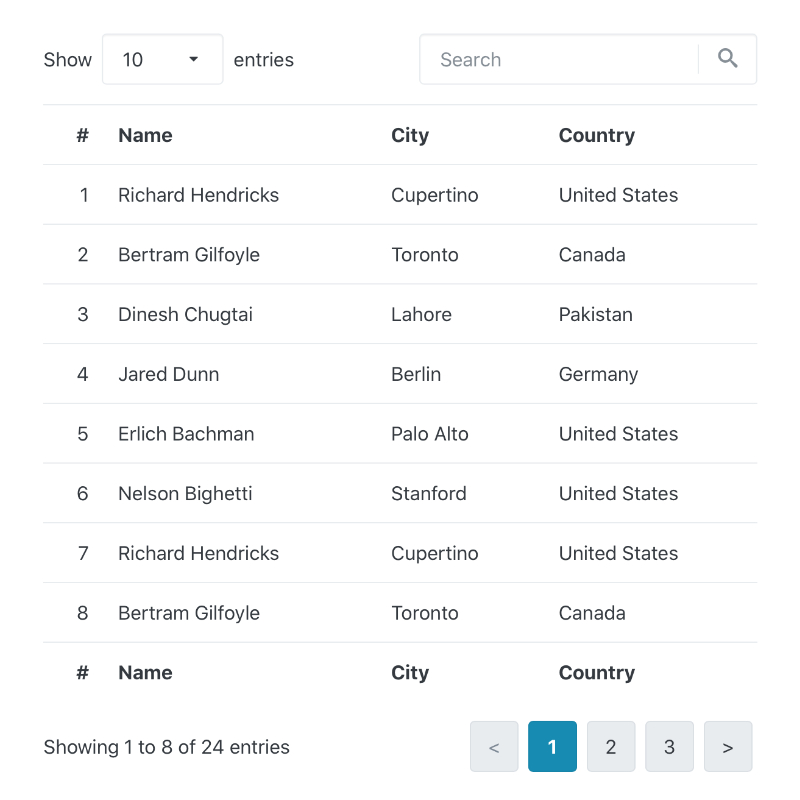 Show 10 entries Search
# Name City Country
1 Richard Hendricks Cupertino United States
2 Bertram Gilfoyle Toronto Canada
3 Dinesh Chugtai Lahore Pakistan
4 Jared Dunn Berlin Germany
5 Erlich Bachman Palo Alto United States
6 Nelson Bighetti Stanford United States
7 Richard Hendricks Cupertino United States
8 Bertram Gilfoyle Toronto Canada
# Name City Country
Showing 1 to 8 of 24 entries < 1 2 3 >